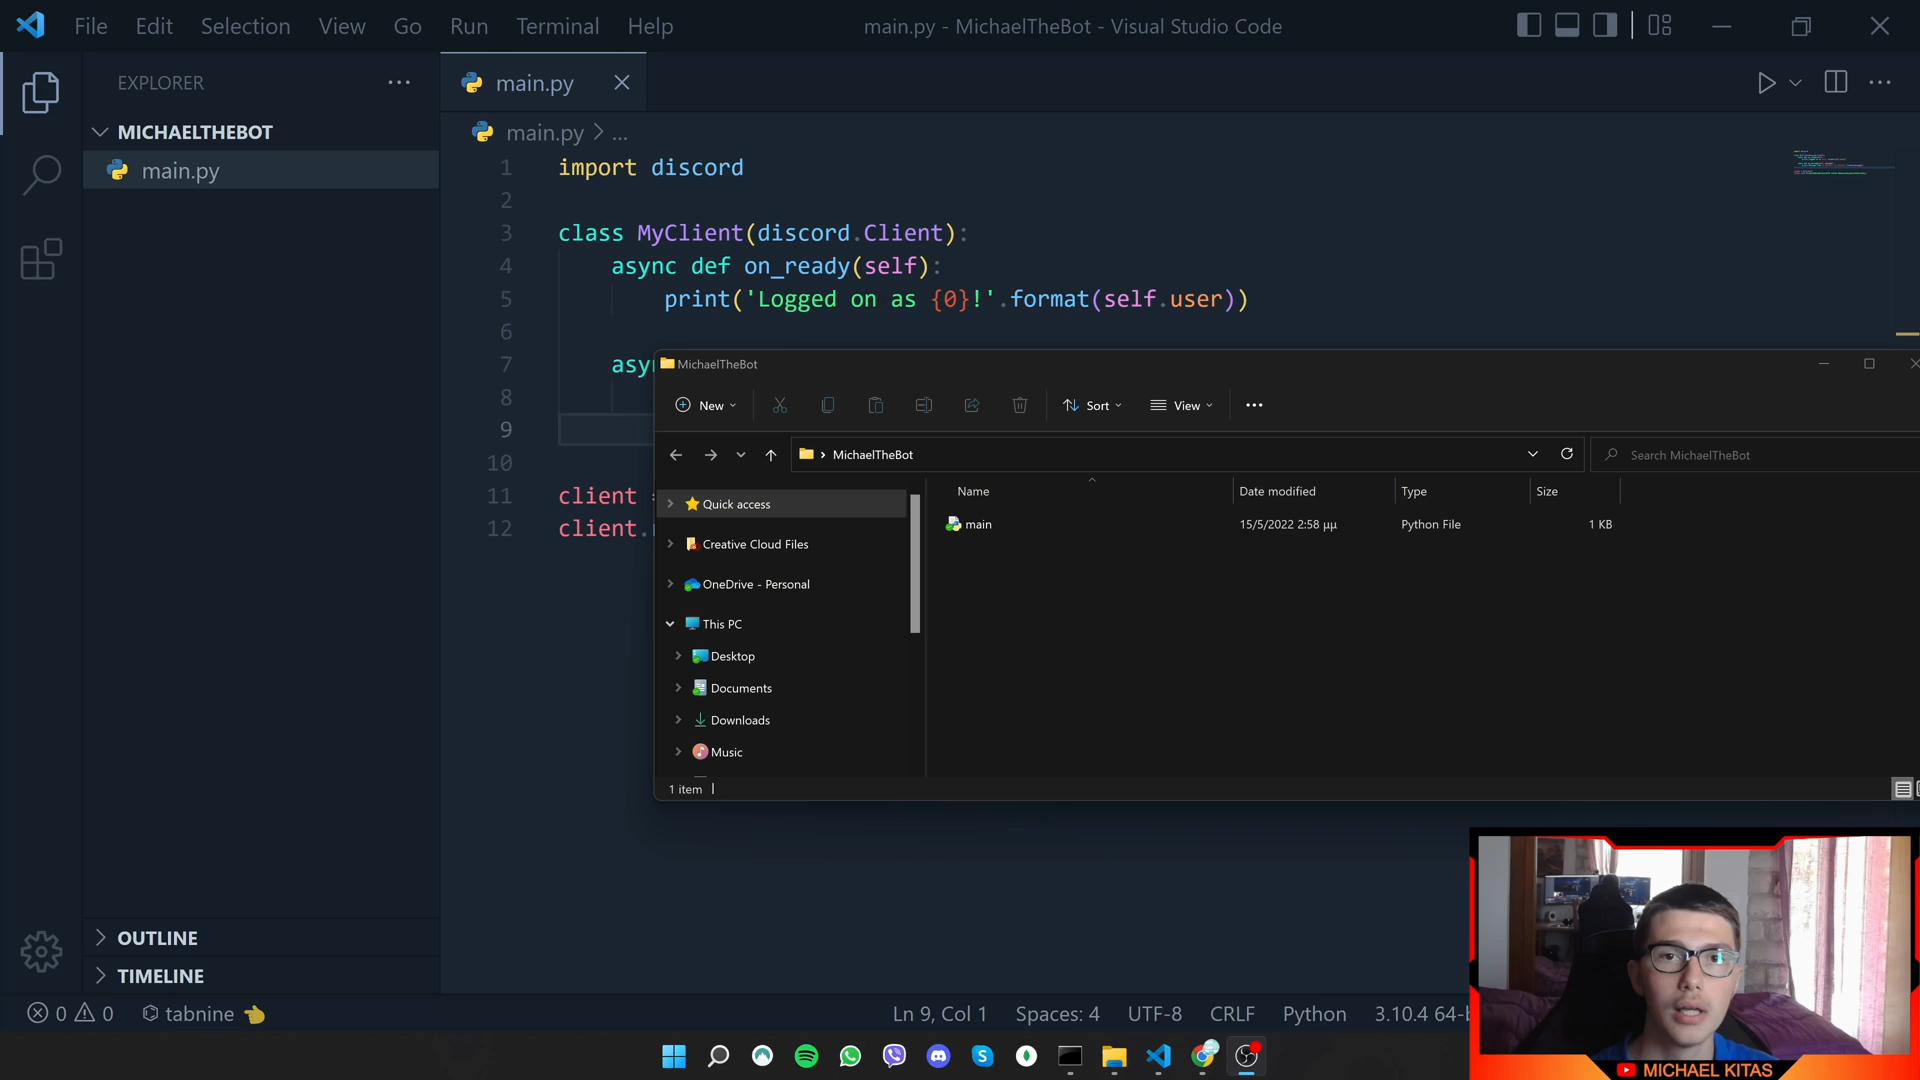 File Edit Selection View Go Run Terminal Help
main.py - MichaelTheBot - Visual Studio Code
EXPLORER
MICHAELTHEBOT
main.py
OUTLINE
TIMELINE
main.py
main.py > ...
1 import discord
2
3 class MyClient(discord.Client):
4 async def on_ready(self):
5 print('Logged on as {0}!'.format(self.user))
6
7
8
9
10
11 client
12 client.
MichaelTheBot
New Sort View
MichaelTheBot
Search MichaelTheBot
Quick access
Creative Cloud Files
OneDrive - Personal
This PC
Desktop
Documents
Downloads
Music
Name Date modified Type Size
main 15/5/2022 2:58 μμ Python File 1 KB
1 item
0 0 tabnine
Ln 9, Col 1 Spaces: 4 UTF-8 CRLF Python 3.10.4
MICHAEL KITAS